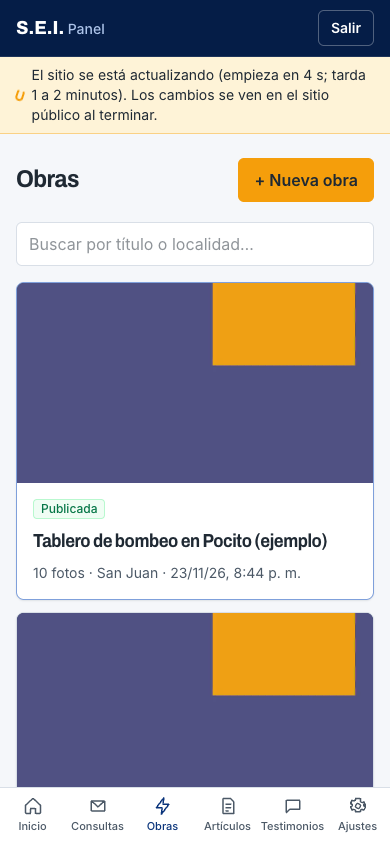 S.E.I. Panel
Salir
El sitio se está actualizando (empieza en 4 s; tarda
1 a 2 minutos). Los cambios se ven en el sitio
público al terminar.
Obras
+ Nueva obra
Buscar por título o localidad...
Publicada
Tablero de bombeo en Pocito (ejemplo)
10 fotos · San Juan · 23/11/26, 8:44 p. m.
Inicio
Consultas
Obras
Artículos
Testimonios
Ajustes